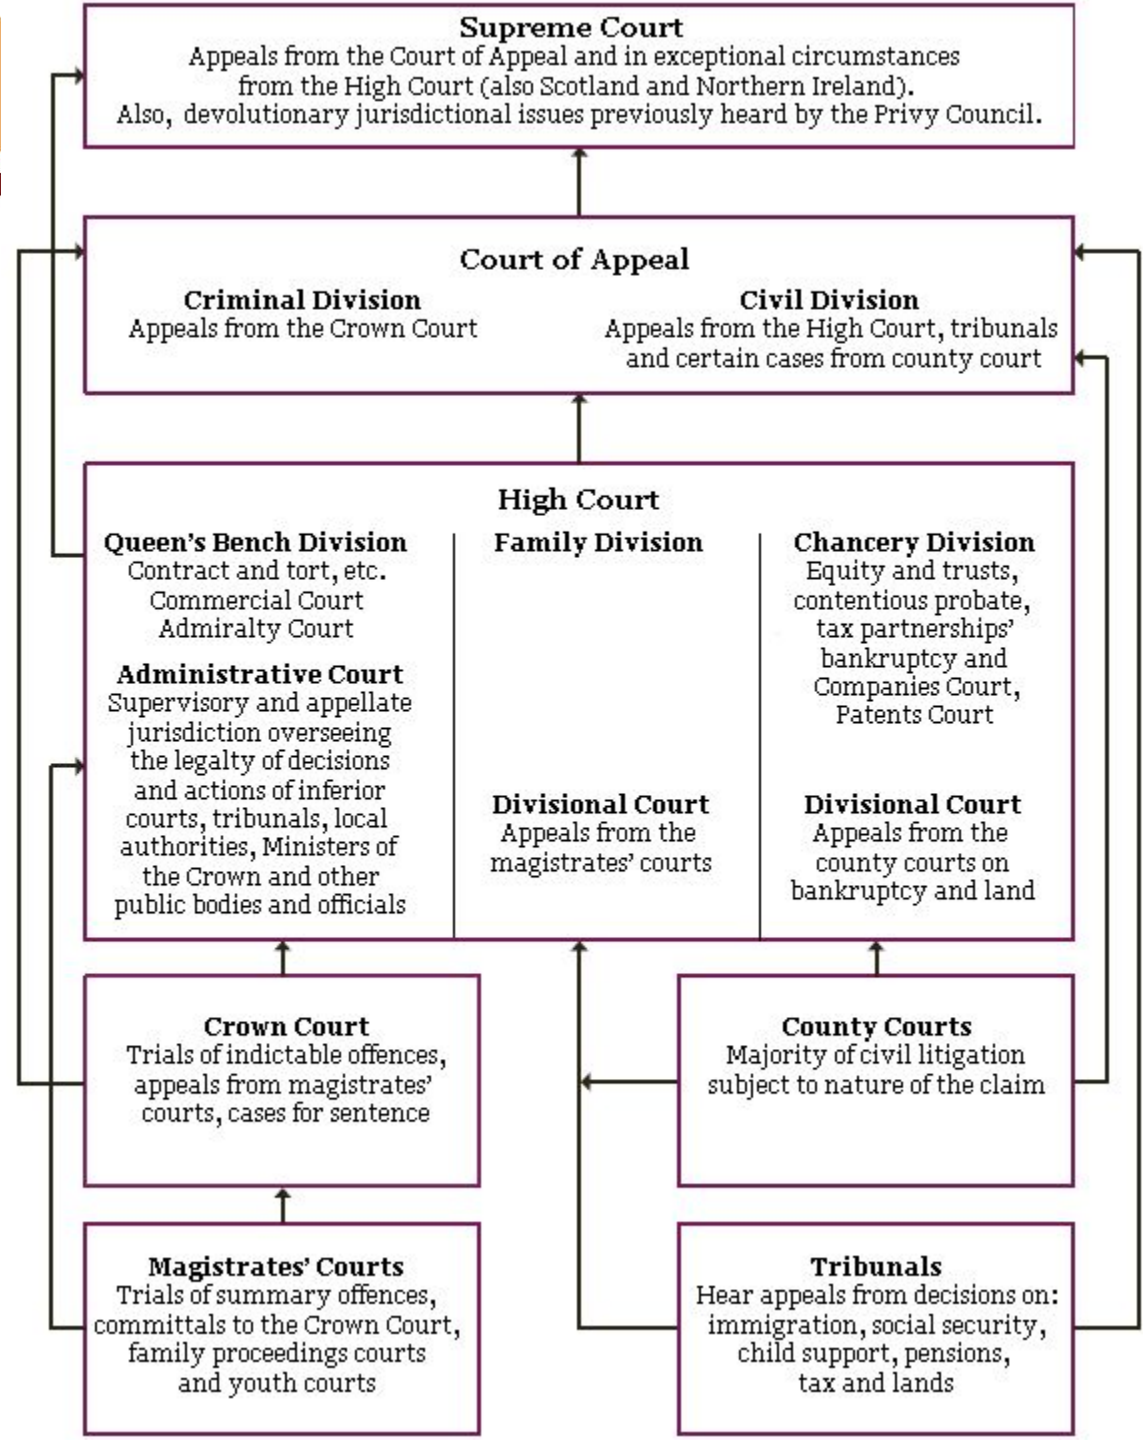 Supreme Court
Appeals from the Court of Appeal and in exceptional circumstances
from the High Court (also Scotland and Northern Ireland).
Also, devolutionary jurisdictional issues previously heard by the Privy Council.
Court of Appeal
Criminal Division
Appeals from the Crown Court
Civil Division
Appeals from the High Court, tribunals
and certain cases from county court
High Court
Queen's Bench Division
Contract and tort, etc.
Commercial Court
Admiralty Court
Administrative Court
Supervisory and appellate
jurisdiction overseeing
the legalty of decisions
and actions of inferior
courts, tribunals, local
authorities, Ministers of
the Crown and other
public bodies and officials
Family Division
Divisional Court
Appeals from the
magistrates' courts
Chancery Division
Equity and trusts,
contentious probate,
tax partnerships'
bankruptcy and
Companies Court,
Patents Court
Divisional Court
Appeals from the
county courts on
bankruptcy and land
Crown Court
Trials of indictable offences,
appeals from magistrates'
courts, cases for sentence
County Courts
Majority of civil litigation
subject to nature of the claim
Magistrates' Courts
Trials of summary offences,
committals to the Crown Court,
family proceedings courts
and youth courts
Tribunals
Hear appeals from decisions on:
immigration, social security,
child support, pensions,
tax and lands